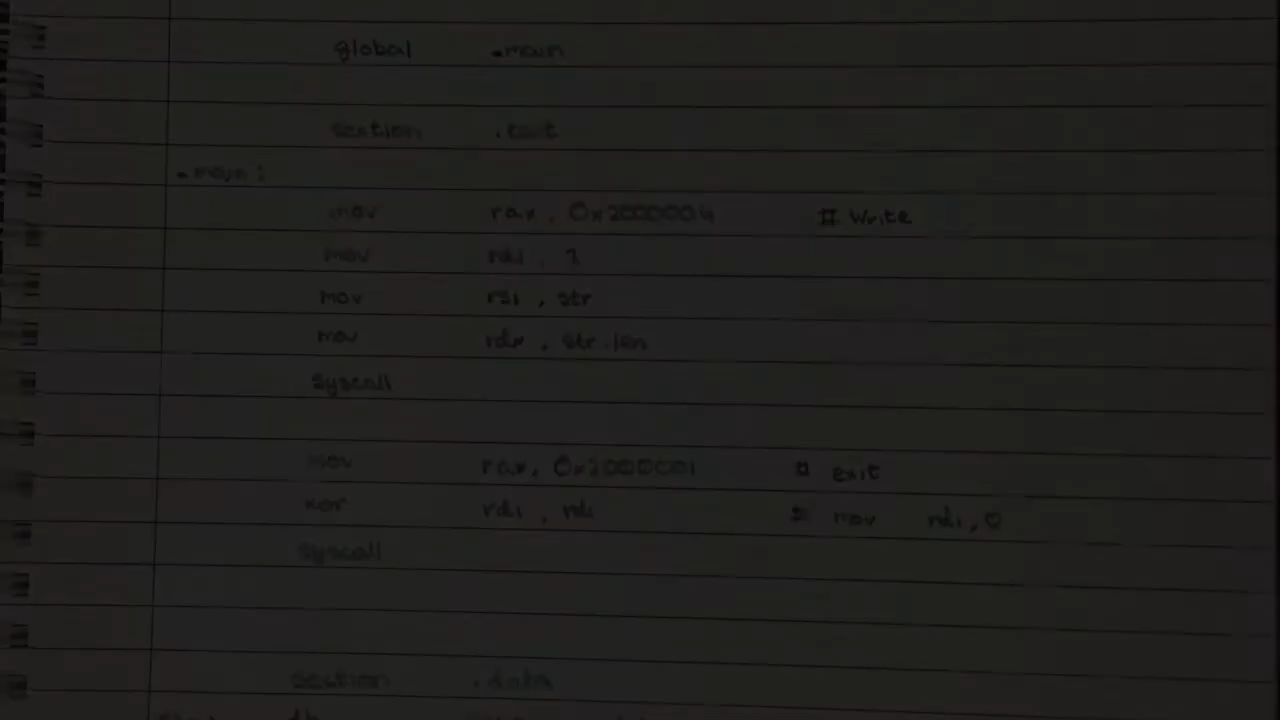 global _main
section .text
_main:
mov rax, 0x2000004 # write
mov rdi, 1
mov rsi, str
mov rdx, str.len
syscall
mov rax, 0x2000001 # exit
xor rdi, rdi # mov rdi, 0
syscall
section .data
db